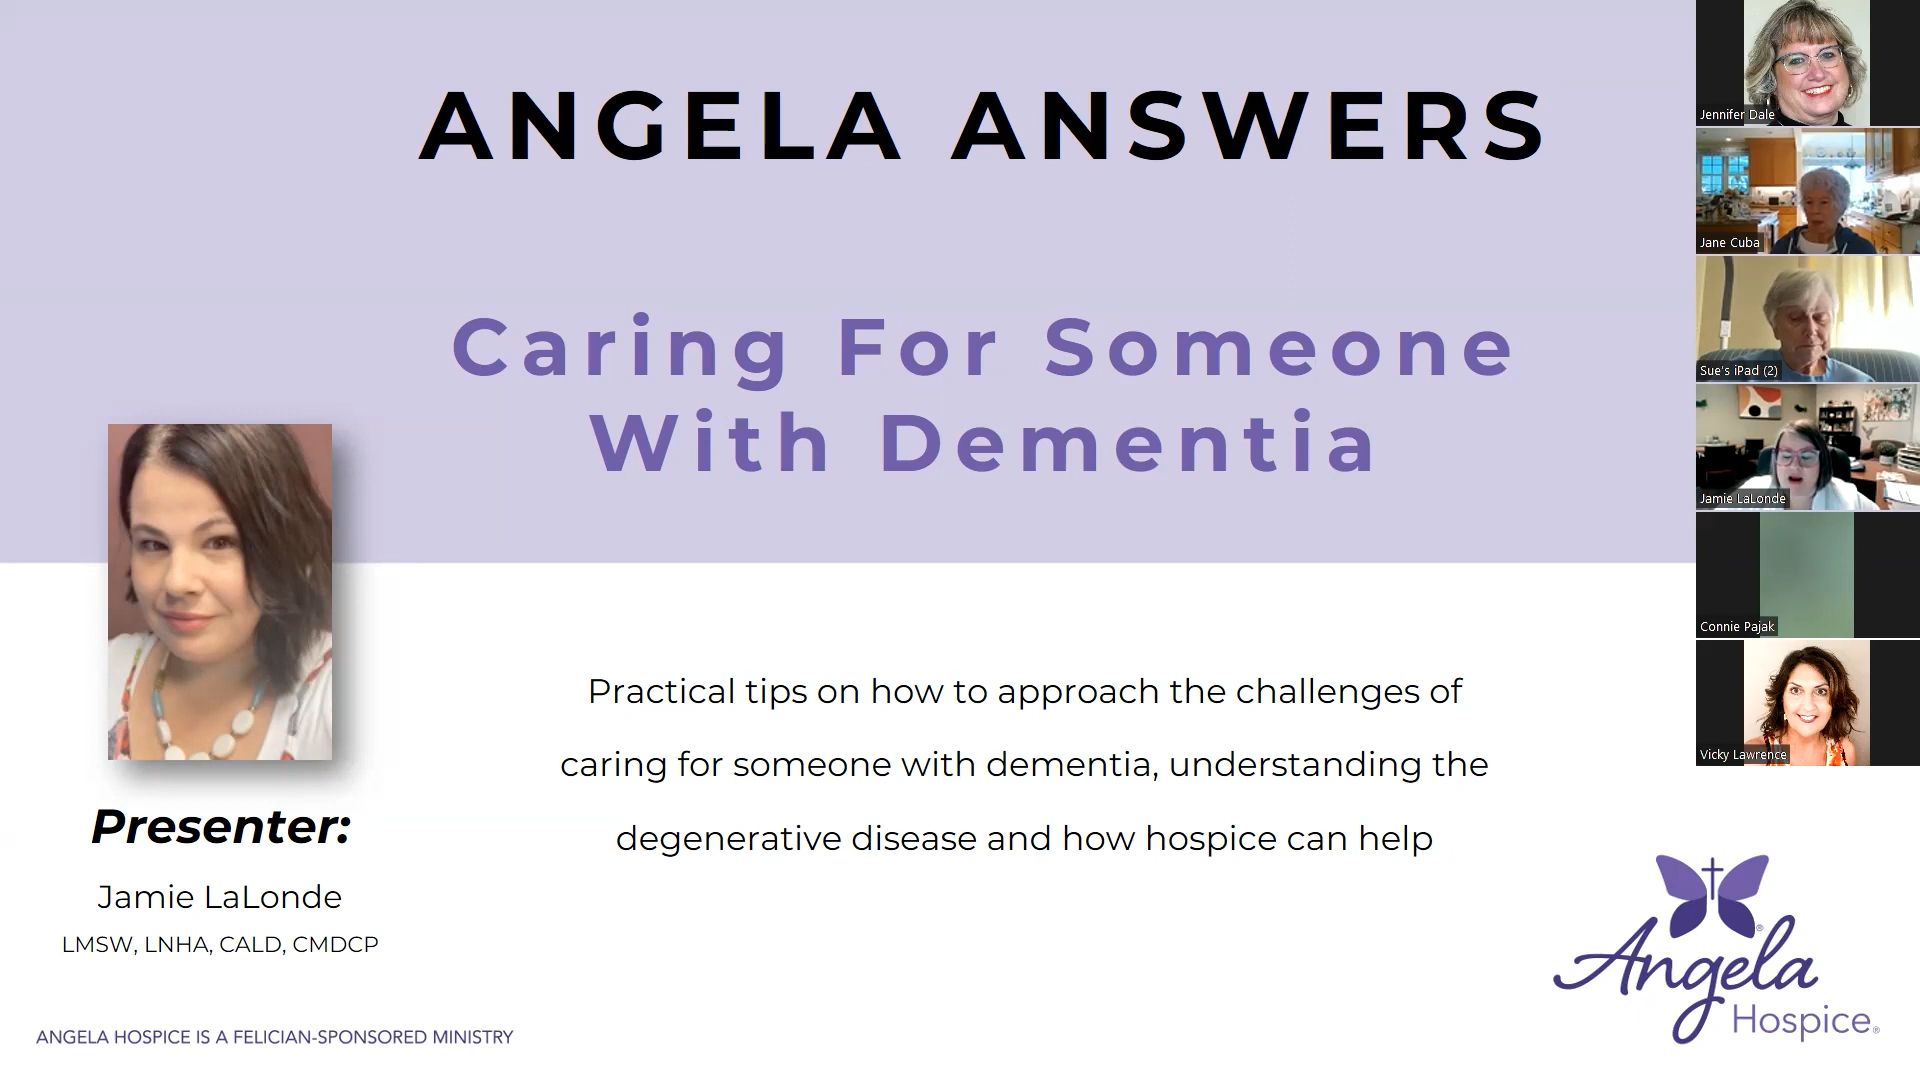 ANGELA ANSWERS
Caring For Someone
With Dementia
Practical tips on how to approach the challenges of
caring for someone with dementia, understanding the
degenerative disease and how hospice can help
Presenter:
Jamie LaLonde
LMSW, LNHA, CALD, CMDCP
ANGELA HOSPICE IS A FELICIAN-SPONSORED MINISTRY
Angela
Hospice®
Jennifer Dale
Jane Cuba
Sue's iPad (2)
Jamie LaLonde
Connie Pajak
Vicky Lawrence